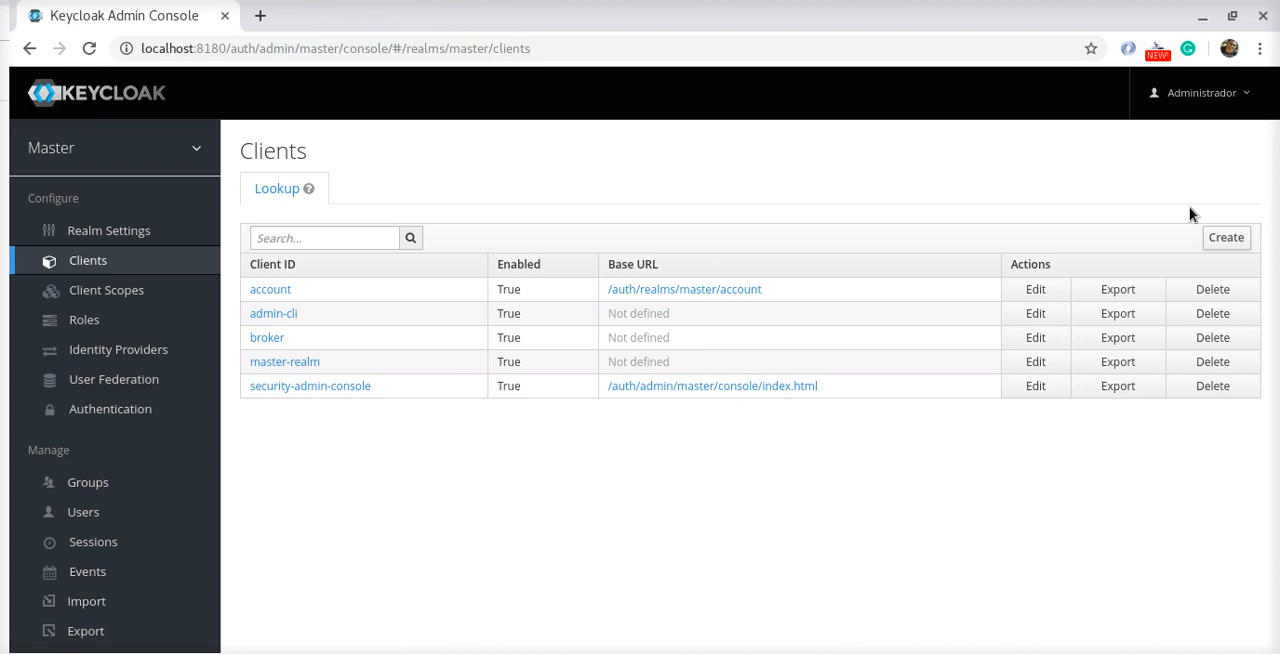 Keycloak Admin Console
localhost:8180/auth/admin/master/console/#/realms/master/clients
NEW!
KEYCLOAK
Administrador
Master
Configure
Realm Settings
Clients
Client Scopes
Roles
Identity Providers
User Federation
Authentication
Manage
Groups
Users
Sessions
Events
Import
Export
Clients
Lookup
Search...
Create
Client ID Enabled Base URL Actions
account True /auth/realms/master/account Edit Export Delete
admin-cli True Not defined Edit Export Delete
broker True Not defined Edit Export Delete
master-realm True Not defined Edit Export Delete
security-admin-console True /auth/admin/master/console/index.html Edit Export Delete